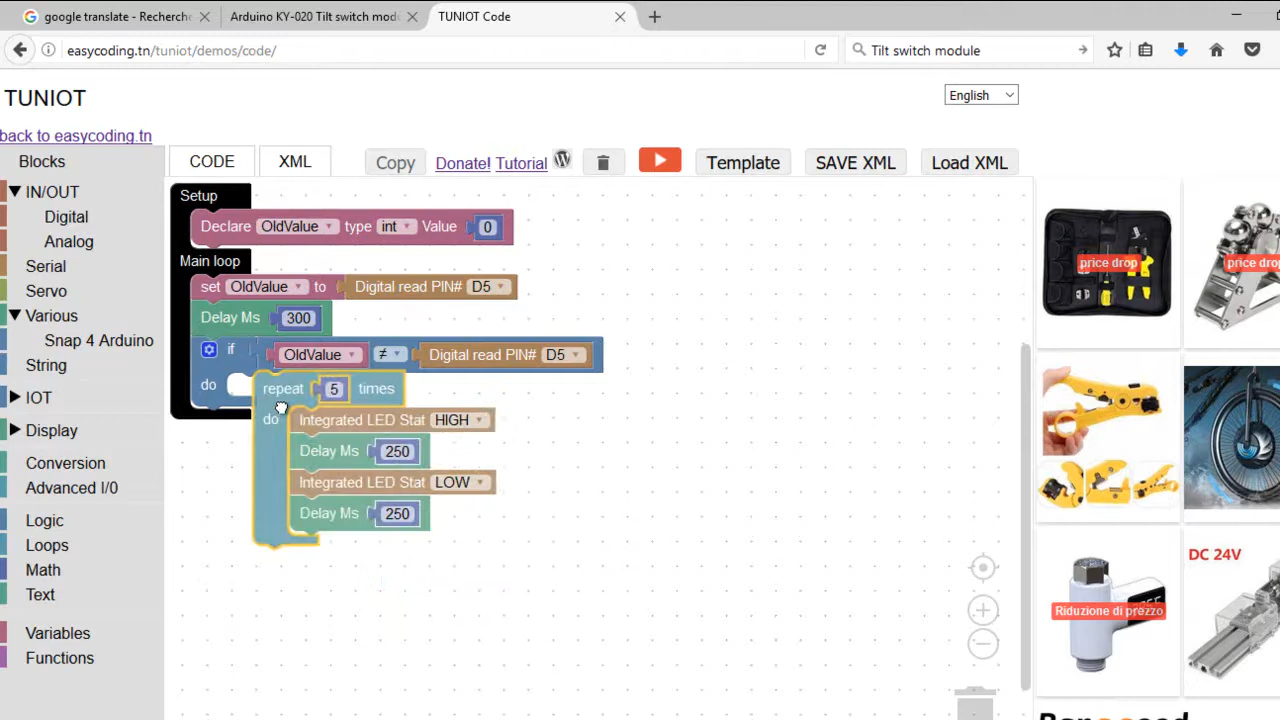 google translate - Recherche
Arduino KY-020 Tilt switch modu
TUNIOT Code
easycoding.tn/tuniot/demos/code/
Tilt switch module
TUNIOT
English
back to easycoding.tn
Blocks
CODE
XML
Copy
Donate! Tutorial
Template
SAVE XML
Load XML
IN/OUT
Digital
Analog
Serial
Servo
Various
Snap 4 Arduino
String
IOT
Display
Conversion
Advanced I/0
Logic
Loops
Math
Text
Variables
Functions
Setup
Declare OldValue type int Value 0
Main loop
set OldValue to Digital read PIN# D5
Delay Ms 300
if OldValue ≠ Digital read PIN# D5
do
repeat 5 times
do Integrated LED Stat HIGH
Delay Ms 250
Integrated LED Stat LOW
Delay Ms 250
price drop
price drop
DC 24V
Riduzione di prezzo